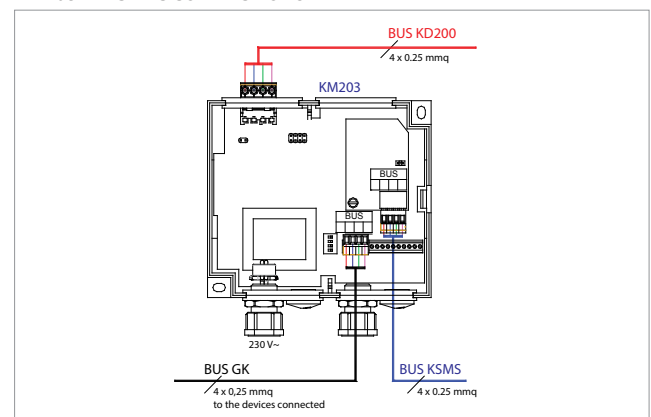 BUS KD200
4 x 0.25 mmq
KM203
BUS
BUS
230 V~
BUS GK
4 x 0,25 mmq
to the devices connected
BUS KSMS
4 x 0.25 mmq